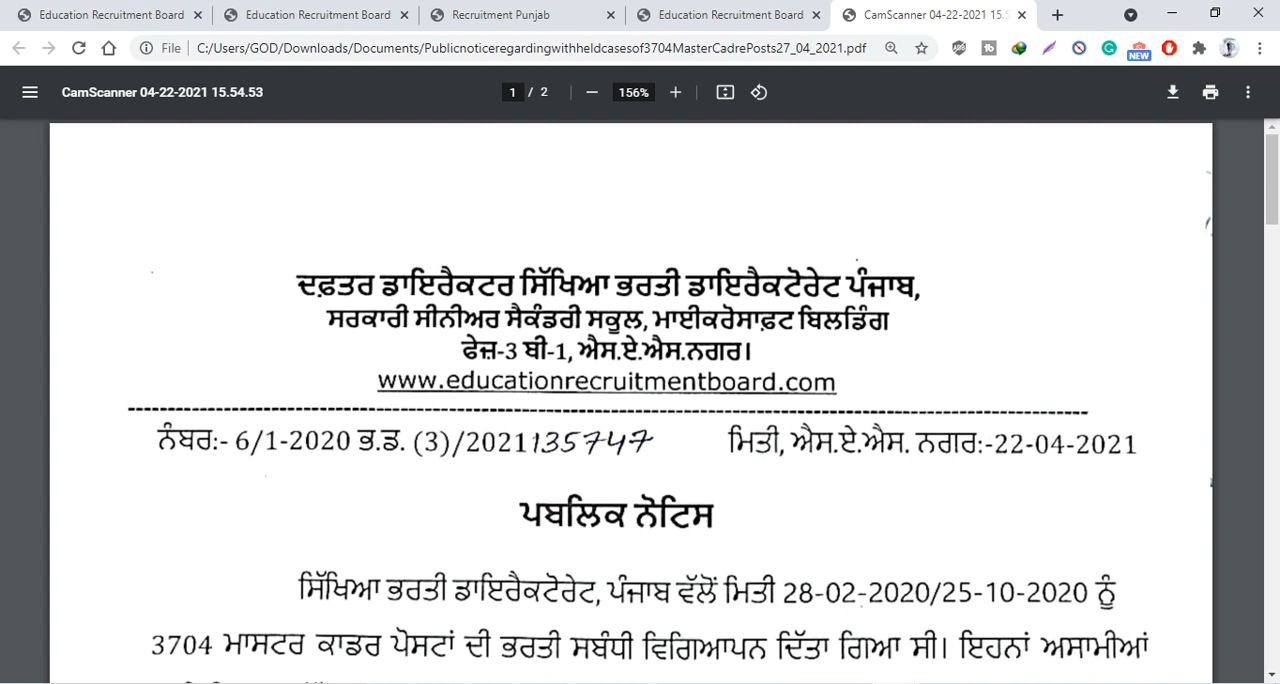 Education Recruitment Board
Education Recruitment Board
Recruitment Punjab
Education Recruitment Board
CamScanner 04-22-2021 15.5
File
C:/Users/GOD/Downloads/Documents/PublicnoticeregardingwithheldcasesofF3704MasterCadrePosts27_04_2021.pdf
NEW
CamScanner 04-22-2021 15.54.53
1 / 2
156%
ਦਫ਼ਤਰ ਡਾਇਰੈਕਟਰ ਸਿੱਖਿਆ ਭਰਤੀ ਡਾਇਰੈਕਟੋਰੇਟ ਪੰਜਾਬ,
ਸਰਕਾਰੀ ਸੀਨੀਅਰ ਸੈਕੰਡਰੀ ਸਕੂਲ, ਮਾਈਕਰੋਸਾਫ਼ਟ ਬਿਲਡਿੰਗ
ਫੇਜ਼-3 ਬੀ-1, ਐਸ.ਏ.ਐਸ.ਨਗਰ।
www.educationrecruitmentboard.com
ਨੰਬਰ:- 6/1-2020 ਭ.ਡ. (3)/2021135747 ਮਿਤੀ, ਐਸ.ਏ.ਐਸ. ਨਗਰ:-22-04-2021
ਪਬਲਿਕ ਨੋਟਿਸ
ਸਿੱਖਿਆ ਭਰਤੀ ਡਾਇਰੈਕਟੋਰੇਟ, ਪੰਜਾਬ ਵੱਲੋਂ ਮਿਤੀ 28-02-2020/25-10-2020 ਨੂੰ
3704 ਮਾਸਟਰ ਕਾਡਰ ਪੋਸਟਾਂ ਦੀ ਭਰਤੀ ਸਬੰਧੀ ਵਿਗਿਆਪਨ ਦਿੱਤਾ ਗਿਆ ਸੀ। ਇਹਨਾਂ ਅਸਾਮੀਆਂ